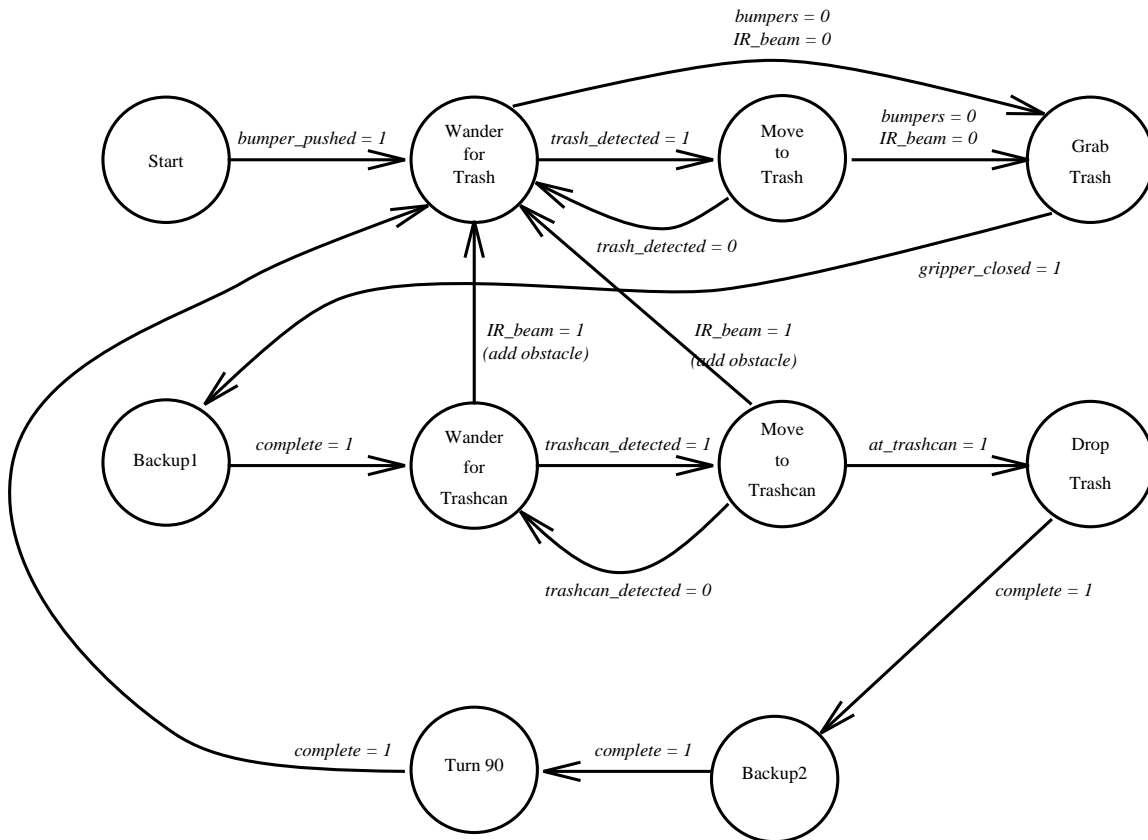 bumpers = 0
IR_beam = 0
Start
bumper_pushed = 1
Wander
for
Trash
trash_detected = 1
Move
to
Trash
bumpers = 0
IR_beam = 0
Grab
Trash
trash_detected = 0
gripper_closed = 1
IR_beam = 1
(add obstacle)
IR_beam = 1
(add obstacle)
Backup1
complete = 1
Wander
for
Trashcan
trashcan_detected = 1
Move
to
Trashcan
at_trashcan = 1
Drop
Trash
trashcan_detected = 0
complete = 1
complete = 1
Turn 90
complete = 1
Backup2